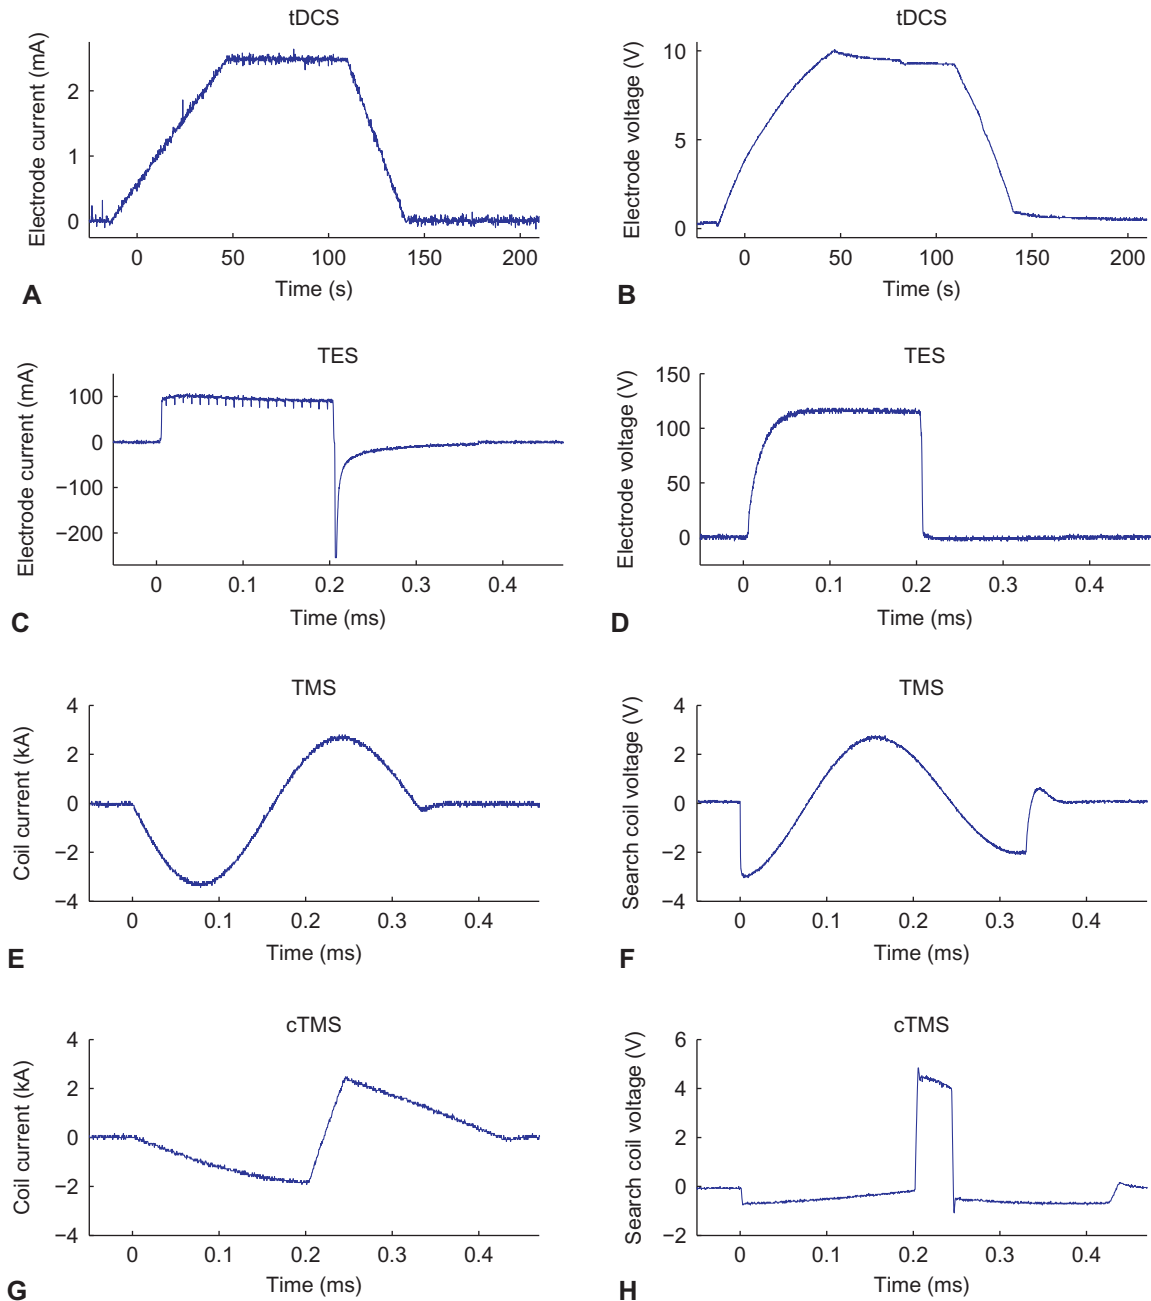 tDCS
Electrode current (mA)
2
1
0
0 50 100 150 200
Time (s)
A
tDCS
Electrode voltage (V)
10
5
0
0 50 100 150 200
Time (s)
B
TES
Electrode current (mA)
100
0
−100
−200
0 0.1 0.2 0.3 0.4
Time (ms)
C
TES
Electrode voltage (V)
150
100
50
0
0 0.1 0.2 0.3 0.4
Time (ms)
D
TMS
Coil current (kA)
4
2
0
−2
−4
0 0.1 0.2 0.3 0.4
Time (ms)
E
TMS
Search coil voltage (V)
4
2
0
−2
−4
0 0.1 0.2 0.3 0.4
Time (ms)
F
cTMS
Coil current (kA)
4
2
0
−2
−4
0 0.1 0.2 0.3 0.4
Time (ms)
G
cTMS
Search coil voltage (V)
6
4
2
0
−2
0 0.1 0.2 0.3 0.4
Time (ms)
H